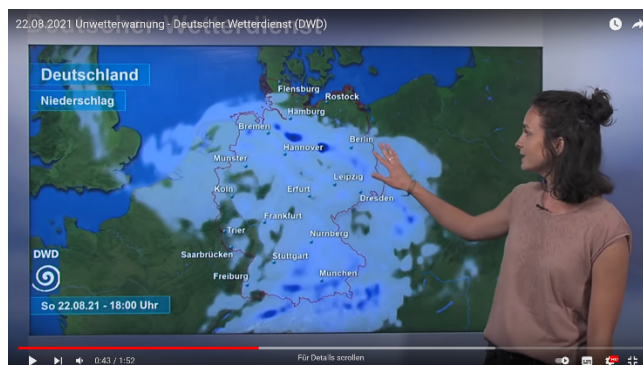 22.08.2021 Unwetterwarnung - Deutscher Wetterdienst (DWD)
Deutscher Wetterdienst
Deutschland
Niederschlag
Flensburg
Rostock
Hamburg
Bremen
Berlin
Hannover
Münster
Leipzig
Köln
Erfurt
Dresden
Frankfurt
Trier
Nürnberg
Saarbrücken
Stuttgart
DWD
Freiburg
München
So 22.08.21 - 18:00 Uhr
0:43 / 1:52
Für Details scrollen